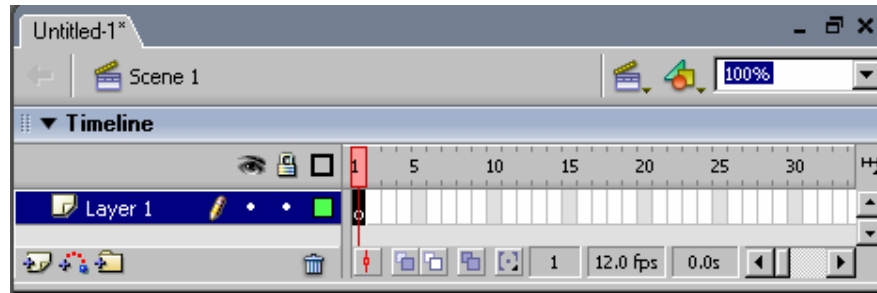 Untitled-1*
Scene 1 100%
Timeline
1 5 10 15 20 25 30
Layer 1
1 12.0 fps 0.0s